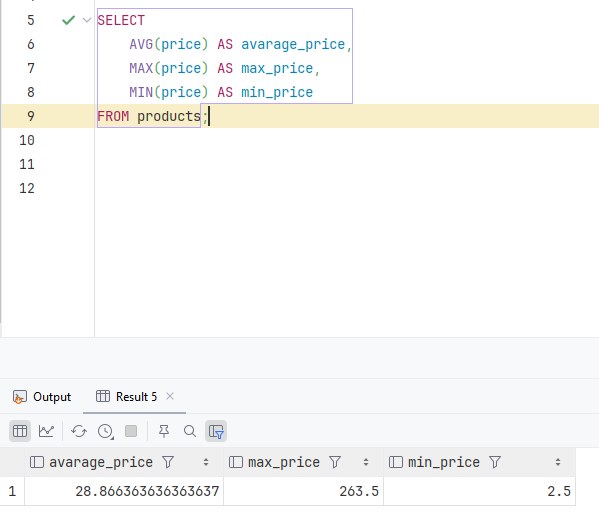 5 SELECT
6 AVG(price) AS avarage_price,
7 MAX(price) AS max_price,
8 MIN(price) AS min_price
9 FROM products;
10
11
12
Output Result 5 ×
avarage_price max_price min_price
1 28.866363636363637 263.5 2.5